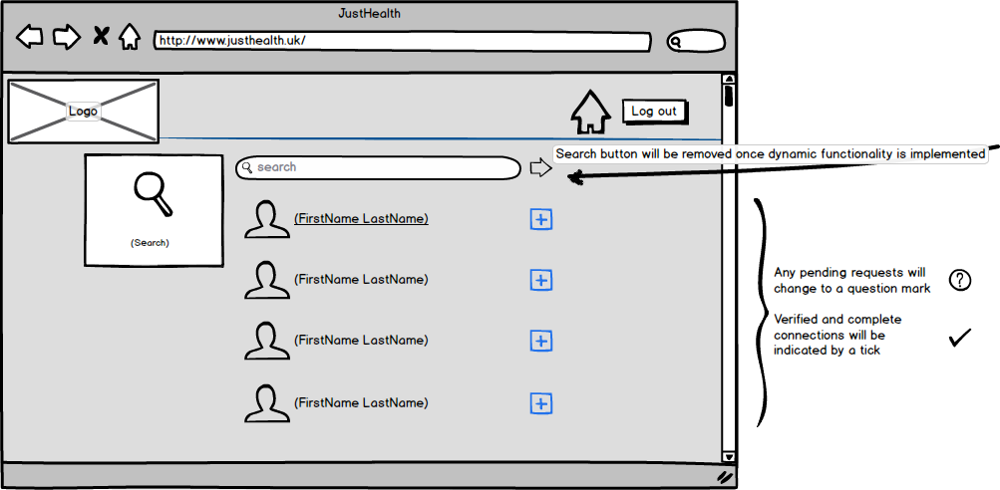 JustHealth
http://www.justhealth.uk/
Logo
Log out
search
Search button will be removed once dynamic functionality is implemented
(Search)
(FirstName LastName)
(FirstName LastName)
(FirstName LastName)
(FirstName LastName)
Any pending requests will
change to a question mark
?
Verified and complete
connections will be
indicated by a tick